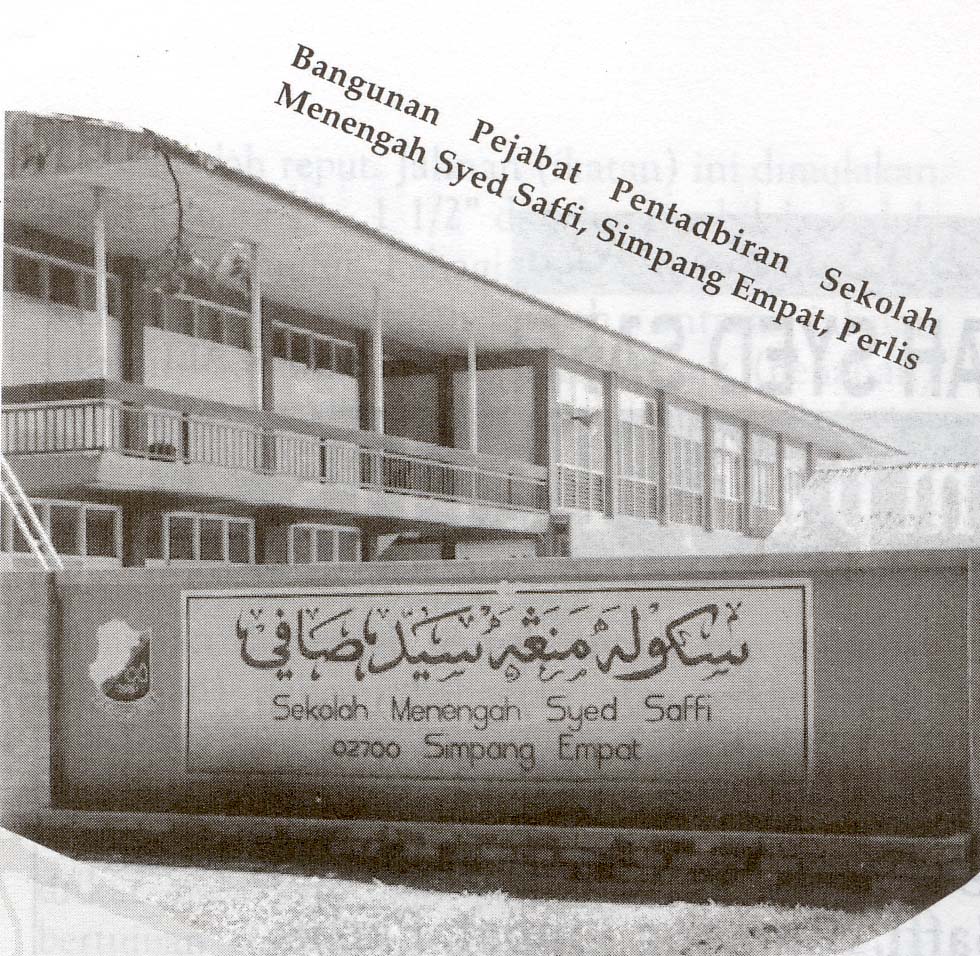 Bangunan Pejabat Pentadbiran Sekolah
Menengah Syed Saffi, Simpang Empat, Perlis
سکوله منڠه سيد صافي
Sekolah Menengah Syed Saffi
02700 Simpang Empat